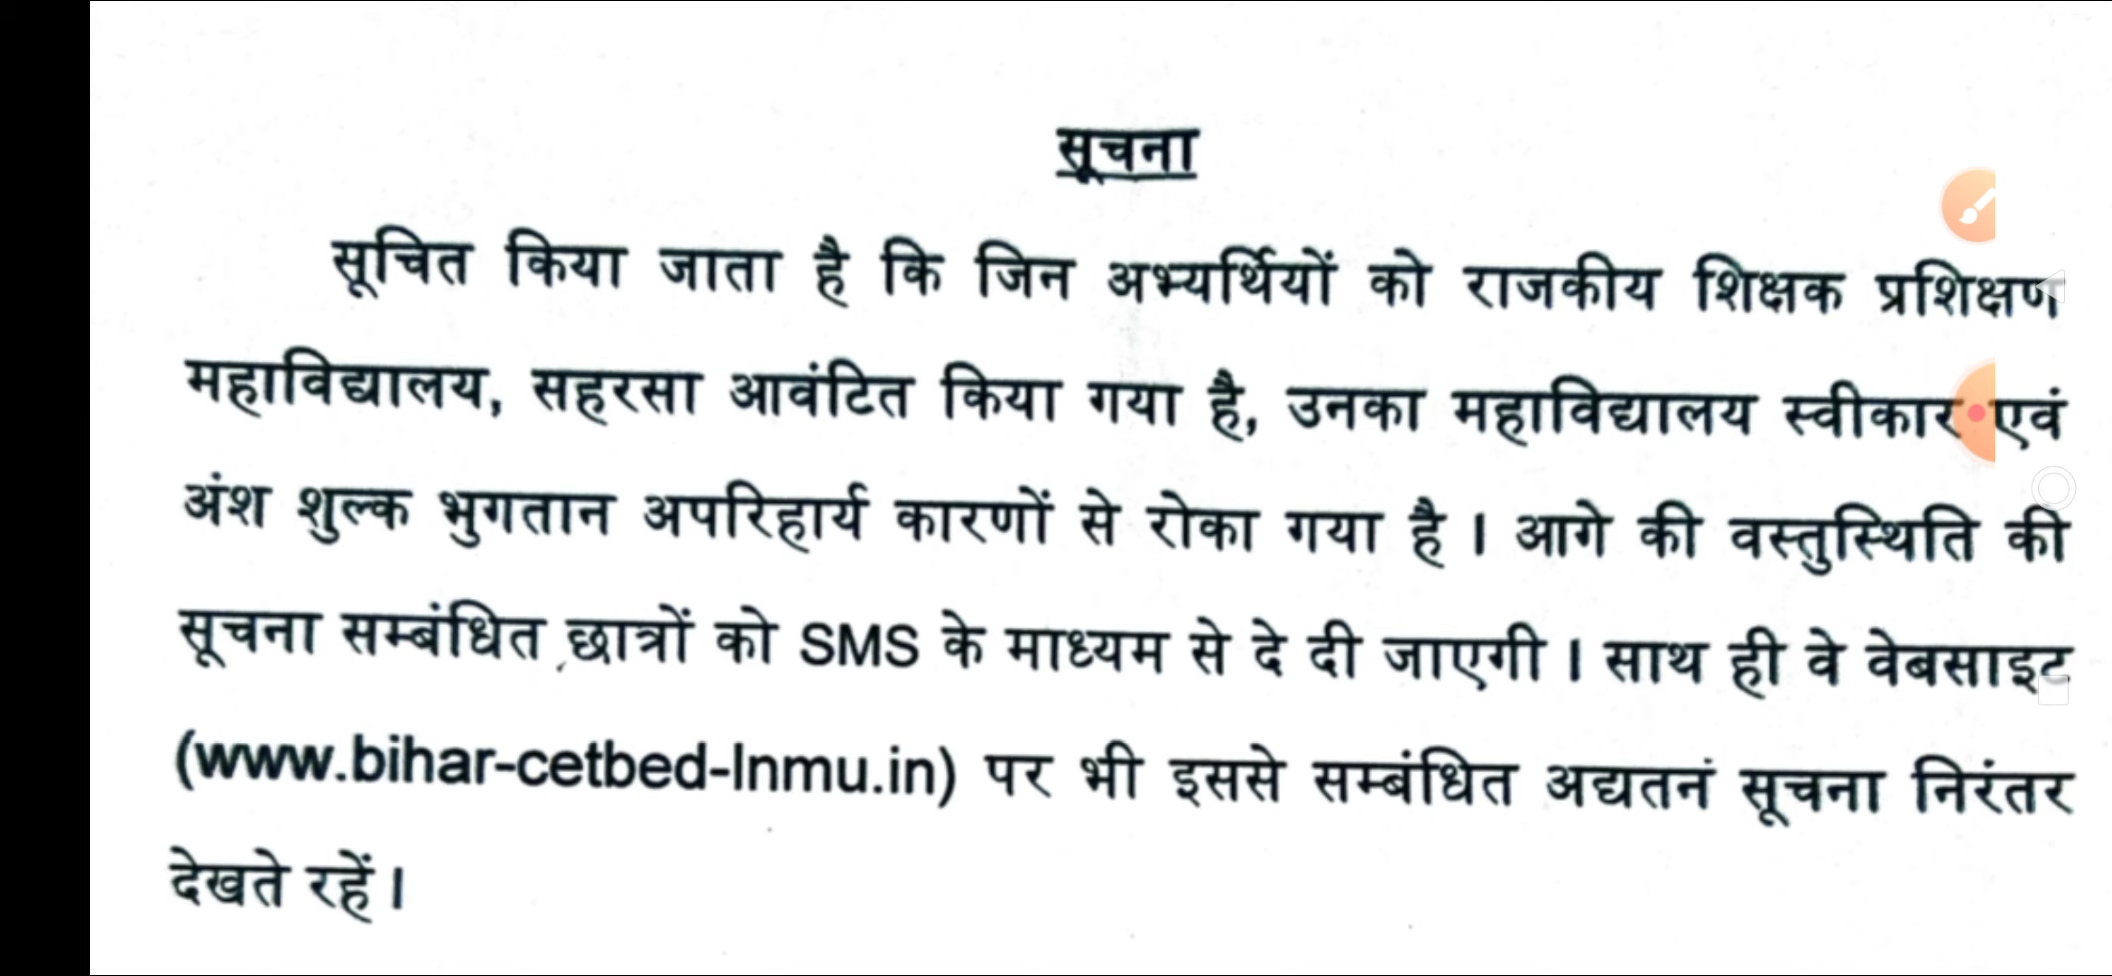 सूचना
सूचित किया जाता है कि जिन अभ्यर्थियों को राजकीय शिक्षक प्रशिक्षण
महाविद्यालय, सहरसा आवंटित किया गया है, उनका महाविद्यालय स्वीकार एवं
अंश शुल्क भुगतान अपरिहार्य कारणों से रोका गया है । आगे की वस्तुस्थिति की
सूचना सम्बंधित छात्रों को SMS के माध्यम से दे दी जाएगी । साथ ही वे वेबसाइट
(www.bihar-cetbed-lnmu.in) पर भी इससे सम्बंधित अद्यतनं सूचना निरंतर
देखते रहें ।